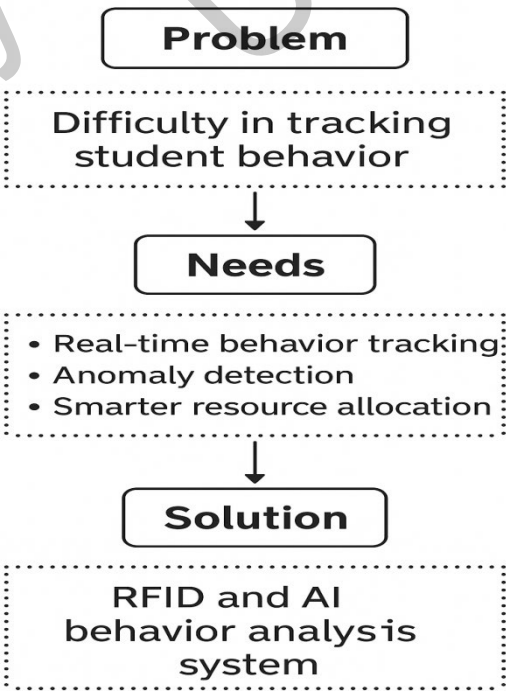 Problem
Difficulty in tracking
student behavior
Needs
• Real-time behavior tracking
• Anomaly detection
• Smarter resource allocation
Solution
RFID and AI
behavior analysis
system